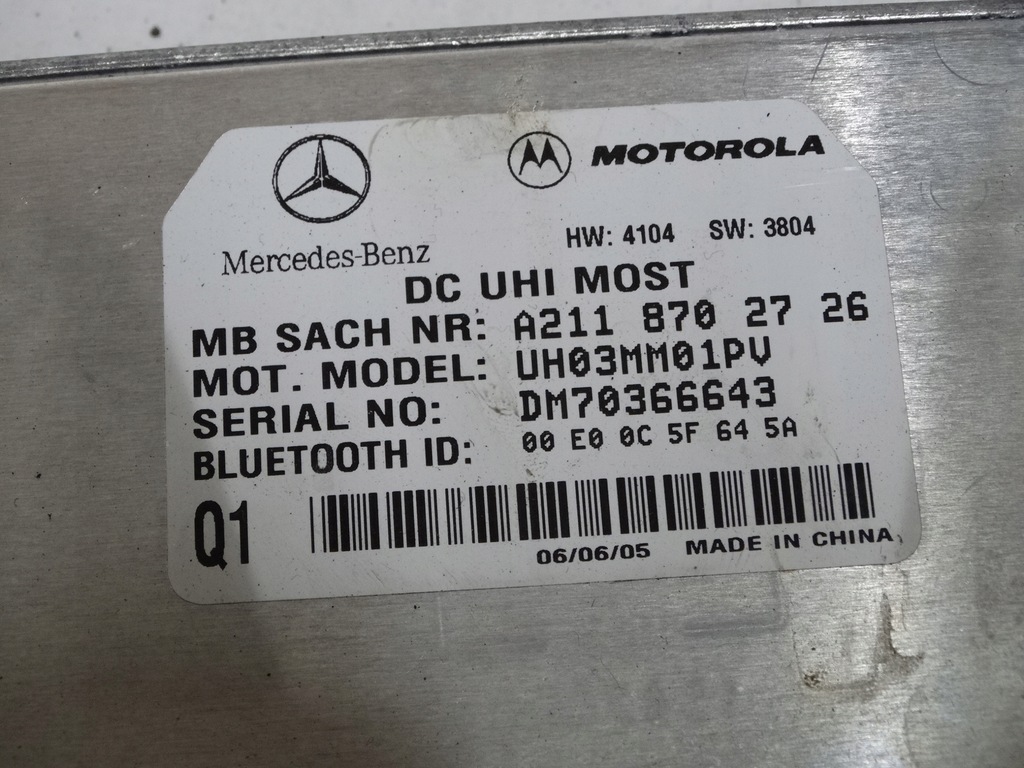 MOTOROLA
Mercedes-Benz
HW: 4104 SW: 3804
DC UHI MOST
MB SACH NR: A211 870 27 26
MOT. MODEL: UH03MM01PV
SERIAL NO: DM70366643
BLUETOOTH ID: 00 E0 0C 5F 64 5A
Q1
06/06/05 MADE IN CHINA